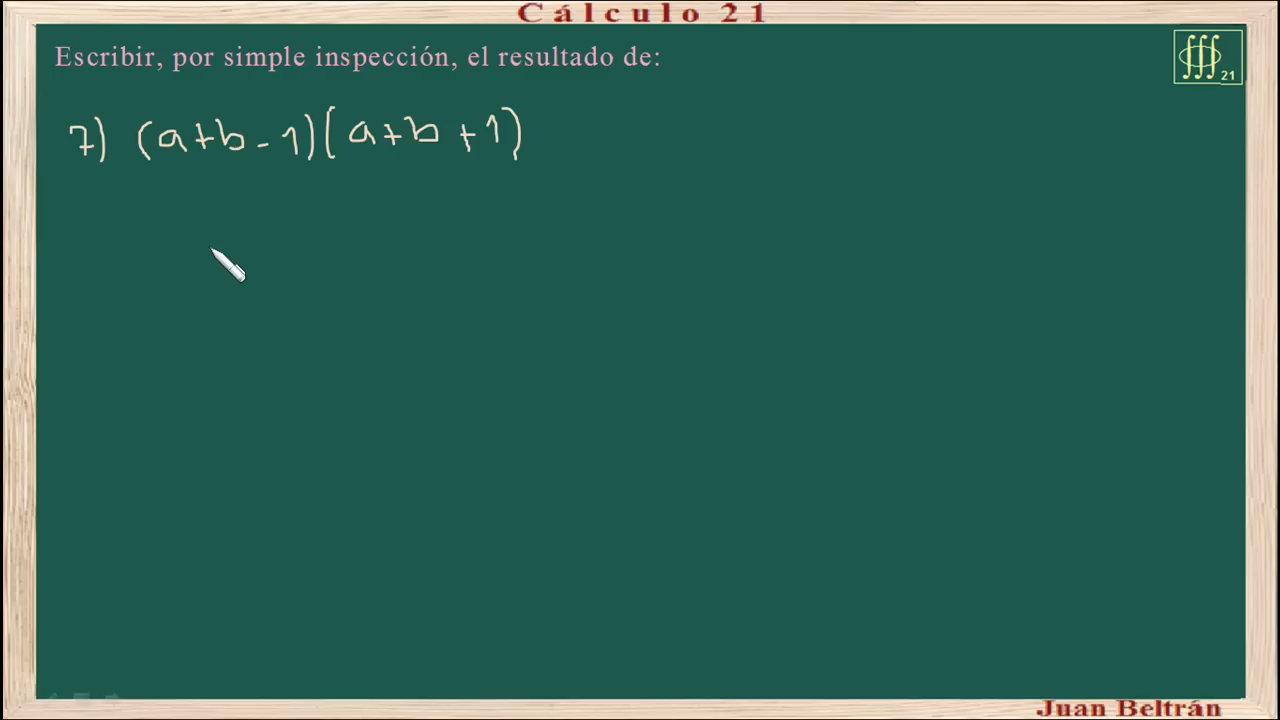 Cálculo 21
Escribir, por simple inspección, el resultado de:
∫∫∫ 21
7) (a+b-1)(a+b+1)
Juan Beltrán